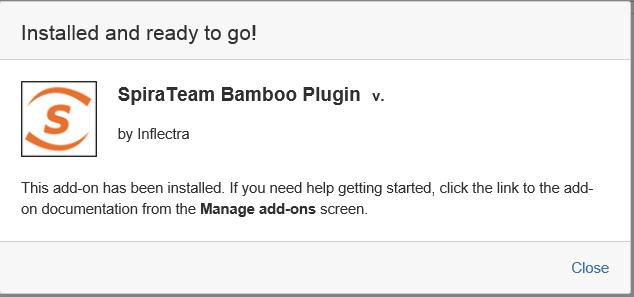 Installed and ready to go!
S
SpiraTeam Bamboo Plugin v.
by Inflectra
This add-on has been installed. If you need help getting started, click the link to the add-
on documentation from the Manage add-ons screen.
Close